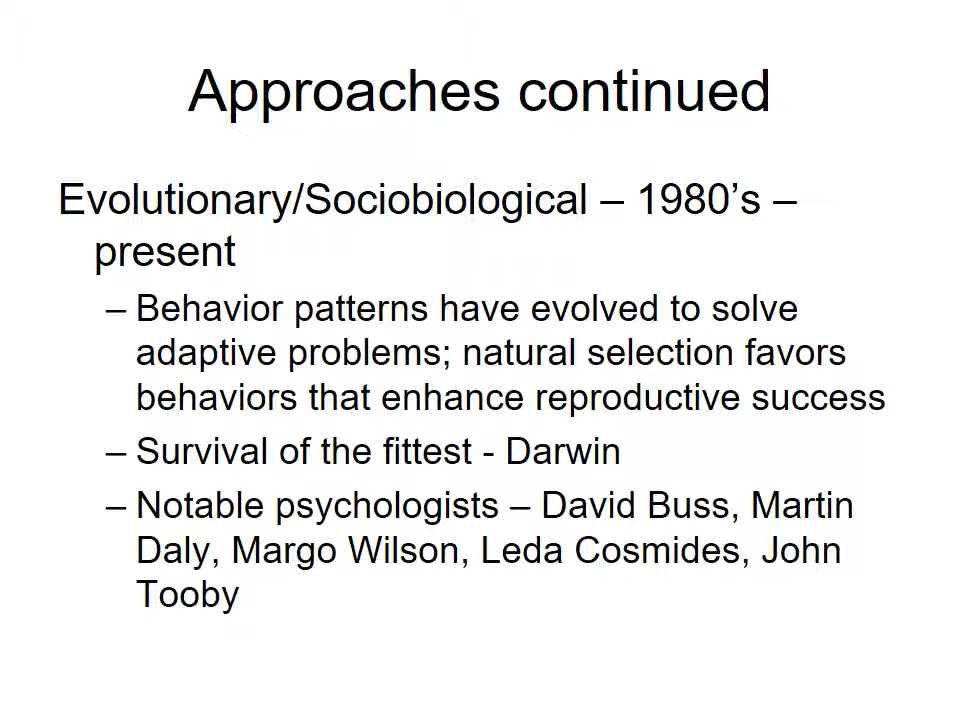 Approaches continued
Evolutionary/Sociobiological – 1980’s –
present
– Behavior patterns have evolved to solve
adaptive problems; natural selection favors
behaviors that enhance reproductive success
– Survival of the fittest - Darwin
– Notable psychologists – David Buss, Martin
Daly, Margo Wilson, Leda Cosmides, John
Tooby